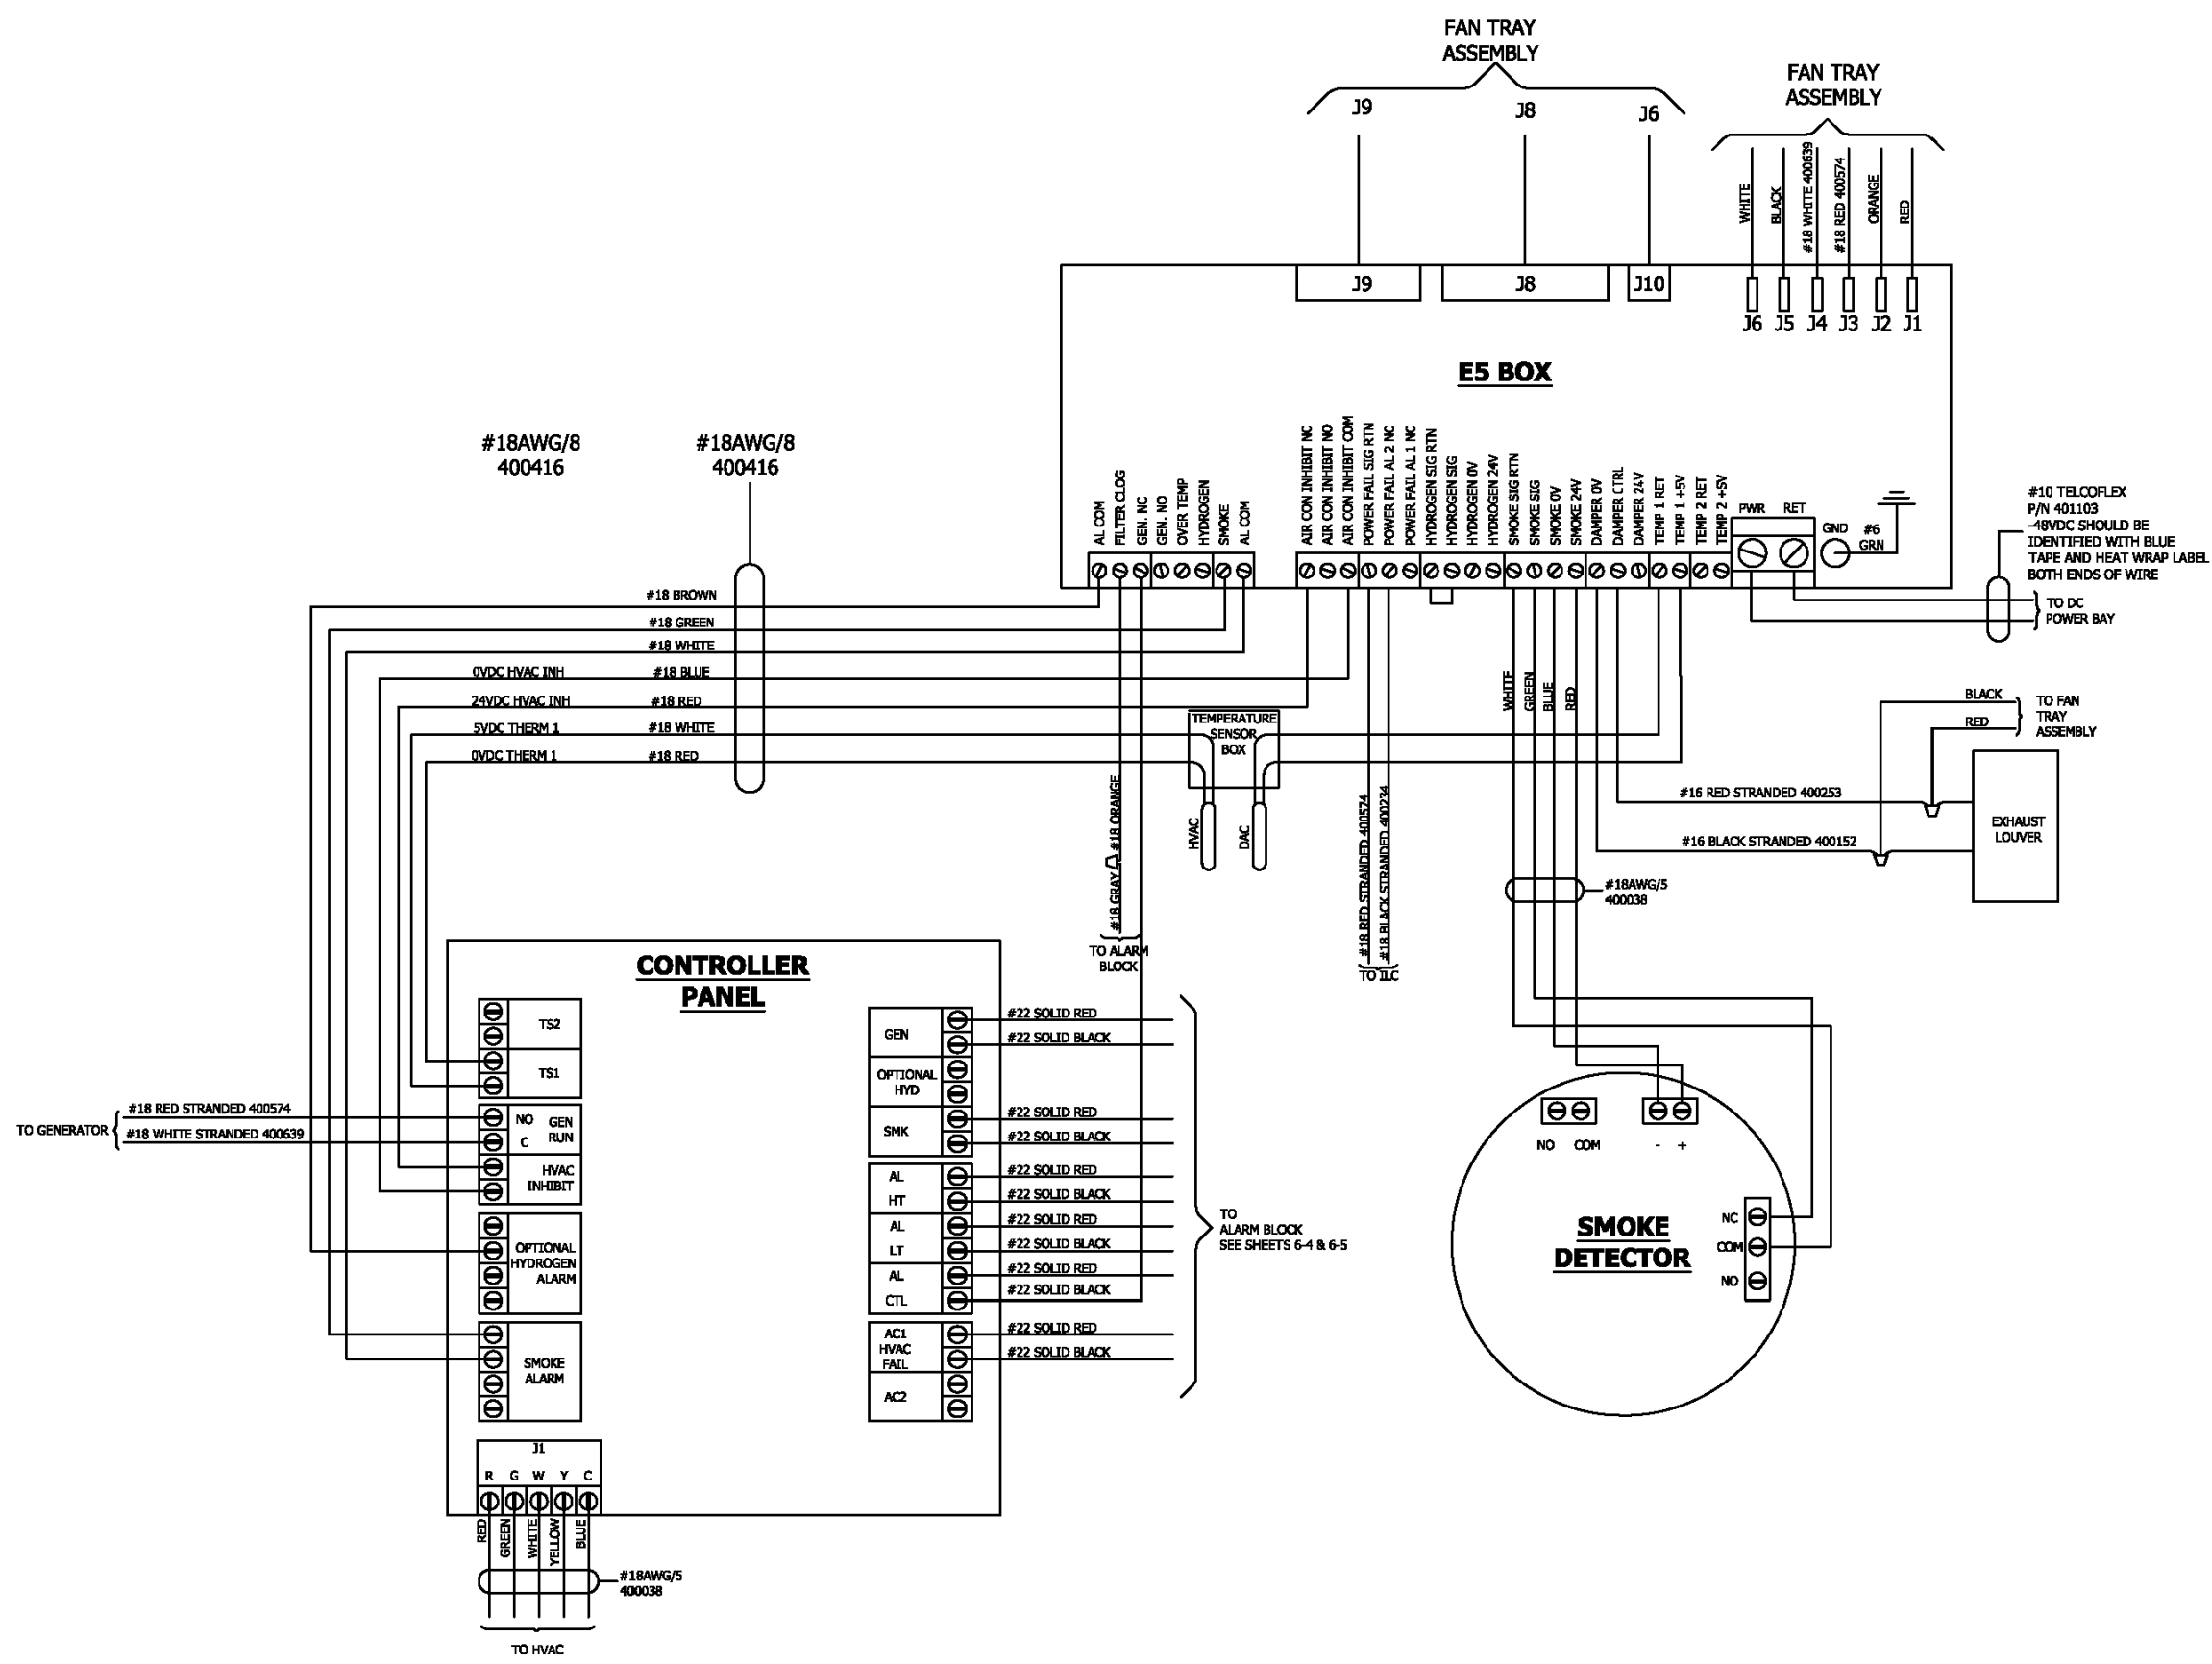 FAN TRAY
ASSEMBLY
J9
J8
J6
FAN TRAY
ASSEMBLY
WHITE
BLACK
#18 WHITE 400639
#18 RED 400574
ORANGE
RED
J9
J8
J10
J6
J5
J4
J3
J2
J1
E5 BOX
#18AWG/8
400416
#18AWG/8
400416
AL COM
FILTER CLOG
GEN. NC
GEN. NO
OVER TEMP
HYDROGEN
SMOKE
AL COM
AIR CON INHIBIT NC
AIR CON INHIBIT NO
AIR CON INHIBIT COM
POWER FAIL SIG RTN
POWER FAIL AL 2 NC
POWER FAIL AL 1 NC
HYDROGEN SIG RTN
HYDROGEN SIG
HYDROGEN 0V
HYDROGEN 24V
SMOKE SIG RTN
SMOKE SIG
SMOKE 0V
SMOKE 24V
DAMPER 0V
DAMPER CTRL
DAMPER 24V
TEMP 1 RET
TEMP 1 +5V
TEMP 2 RET
TEMP 2 +5V
PWR
RET
GND
#6
GRN
#10 TELCOFLEX
P/N 401103
-48VDC SHOULD BE
IDENTIFIED WITH BLUE
TAPE AND HEAT WRAP LABEL
BOTH ENDS OF WIRE
TO DC
POWER BAY
#18 BROWN
#18 GREEN
#18 WHITE
0VDC HVAC INH
#18 BLUE
24VDC HVAC INH
#18 RED
5VDC THERM 1
#18 WHITE
0VDC THERM 1
#18 RED
TEMPERATURE
SENSOR
BOX
HVAC
DAC
WHITE
GREEN
BLUE
RED
BLACK
RED
TO FAN
TRAY
ASSEMBLY
#16 RED STRANDED 400253
#16 BLACK STRANDED 400152
EXHAUST
LOUVER
#18AWG/5
400038
#18 ORANGE
#18 GRAY
TO ALARM
BLOCK
#18 RED STRANDED 400574
#18 BLACK STRANDED 400234
TO ILC
CONTROLLER
PANEL
TS2
TS1
NO
GEN
C
RUN
HVAC
INHIBIT
OPTIONAL
HYDROGEN
ALARM
SMOKE
ALARM
TO GENERATOR
#18 RED STRANDED 400574
#18 WHITE STRANDED 400639
GEN
OPTIONAL
HYD
SMK
AL
HT
AL
LT
AL
CTL
AC1
HVAC
FAIL
AC2
#22 SOLID RED
#22 SOLID BLACK
#22 SOLID RED
#22 SOLID BLACK
#22 SOLID RED
#22 SOLID BLACK
#22 SOLID RED
#22 SOLID BLACK
#22 SOLID RED
#22 SOLID BLACK
#22 SOLID RED
#22 SOLID BLACK
TO
ALARM BLOCK
SEE SHEETS 6-4 & 6-5
NO
COM
-
+
SMOKE
DETECTOR
NC
COM
NO
J1
R
G
W
Y
C
RED
GREEN
WHITE
YELLOW
BLUE
#18AWG/5
400038
TO HVAC